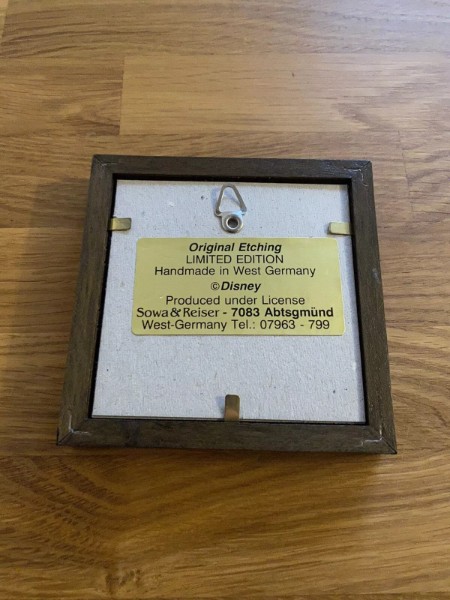 Original Etching
LIMITED EDITION
Handmade in West Germany
©Disney
Produced under License
Sowa & Reiser - 7083 Abtsgmünd
West-Germany Tel.: 07963 - 799